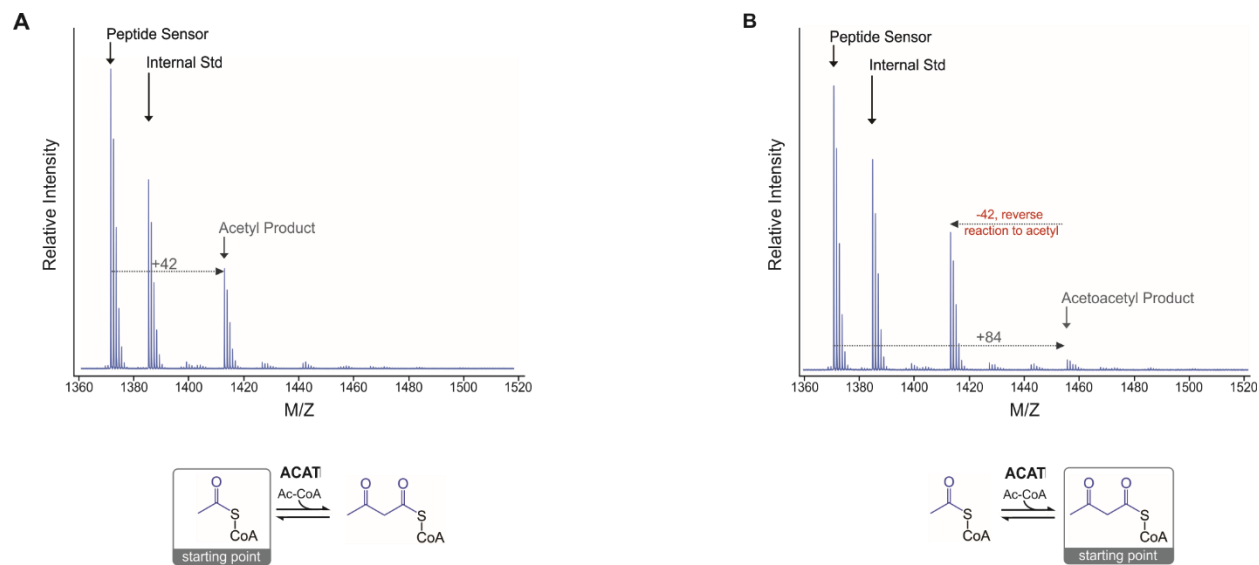 A
Peptide Sensor
Internal Std
Acetyl Product
+42
Relative Intensity
1360 1380 1400 1420 1440 1460 1480 1500 1520
M/Z
ACAT
Ac-CoA
O
S
CoA
O O
S
CoA
starting point
B
Peptide Sensor
Internal Std
-42, reverse
reaction to acetyl
Acetoacetyl Product
+84
Relative Intensity
1360 1380 1400 1420 1440 1460 1480 1500 1520
M/Z
ACAT
Ac-CoA
O
S
CoA
O O
S
CoA
starting point